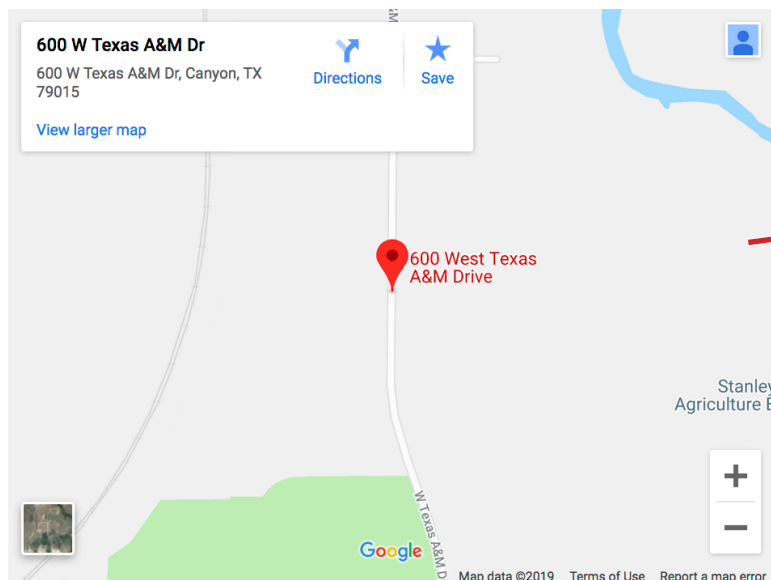 600 W Texas A&M Dr
600 W Texas A&M Dr, Canyon, TX
79015
Directions
Save
View larger map
600 West Texas
A&M Drive
Stanley
Agriculture
W Texas A&M D
Google
Map data ©2019 Terms of Use Report a map error